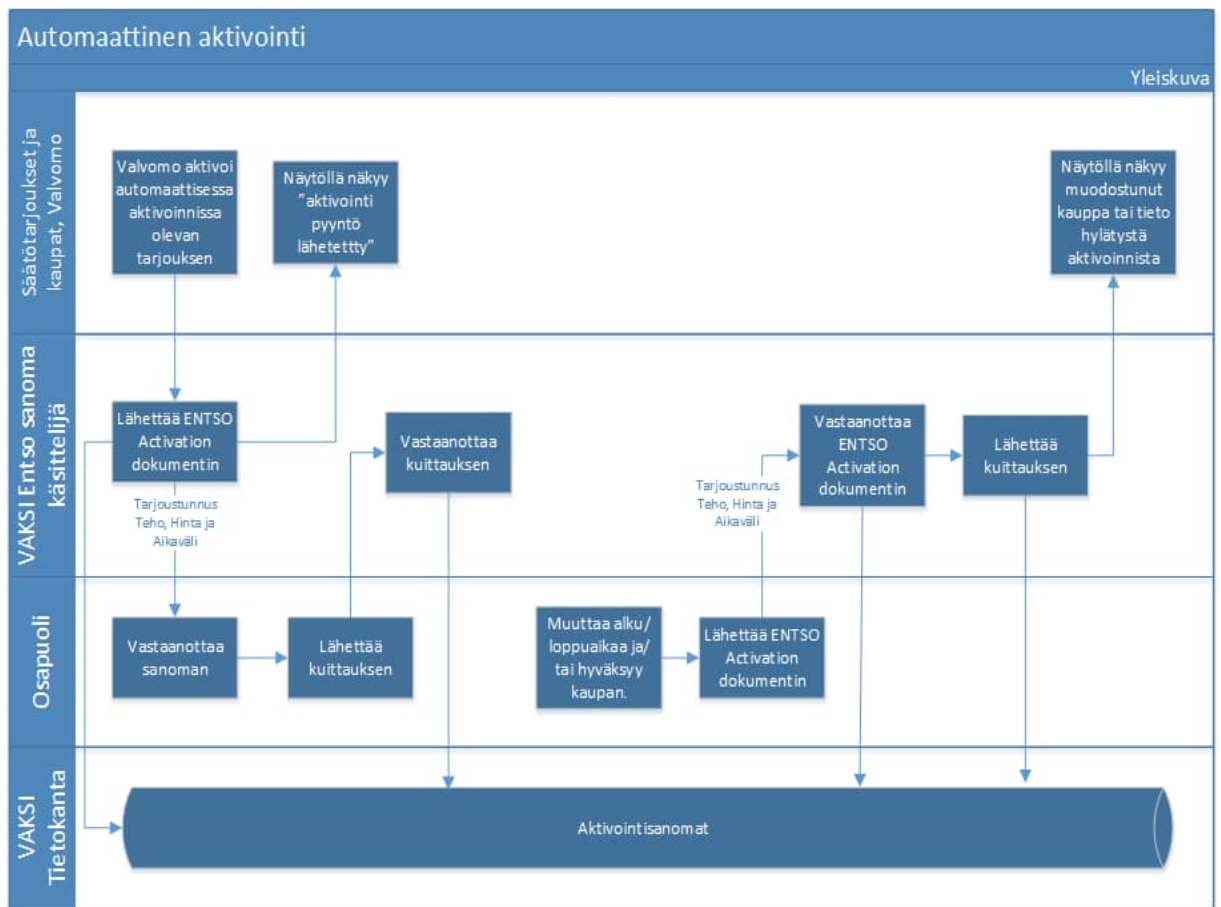 Automaattinen aktivointi
Yleiskuva
Säätötarjoukset ja
kaupat, Valvomo
Valvomo aktivoi
automaattisessa
aktivoinnissa
olevan
tarjouksen
Näytöllä näkyy
”aktivointi
pyyntö
lähetettty”
Näytöllä näkyy
muodostunut
kauppa tai tieto
hylätystä
aktivoinnista
VAKSI Entso sanoma
käsittelijä
Lähettää ENTSO
Activation
dokumentin
Tarjoustunnus
Teho, Hinta ja
Aikaväli
Vastaanottaa
kuittauksen
Tarjoustunnus
Teho, Hinta ja
Aikaväli
Vastaanottaa
ENTSO
Activation
dokumentin
Lähettää
kuittauksen
Osapuoli
Vastaanottaa
sanoman
Lähettää
kuittauksen
Muuttaa alku/
loppuaikaa ja/
tai hyväksyy
kaupan.
Lähettää ENTSO
Activation
dokumentin
VAKSI
Tietokanta
Aktivointisanomat